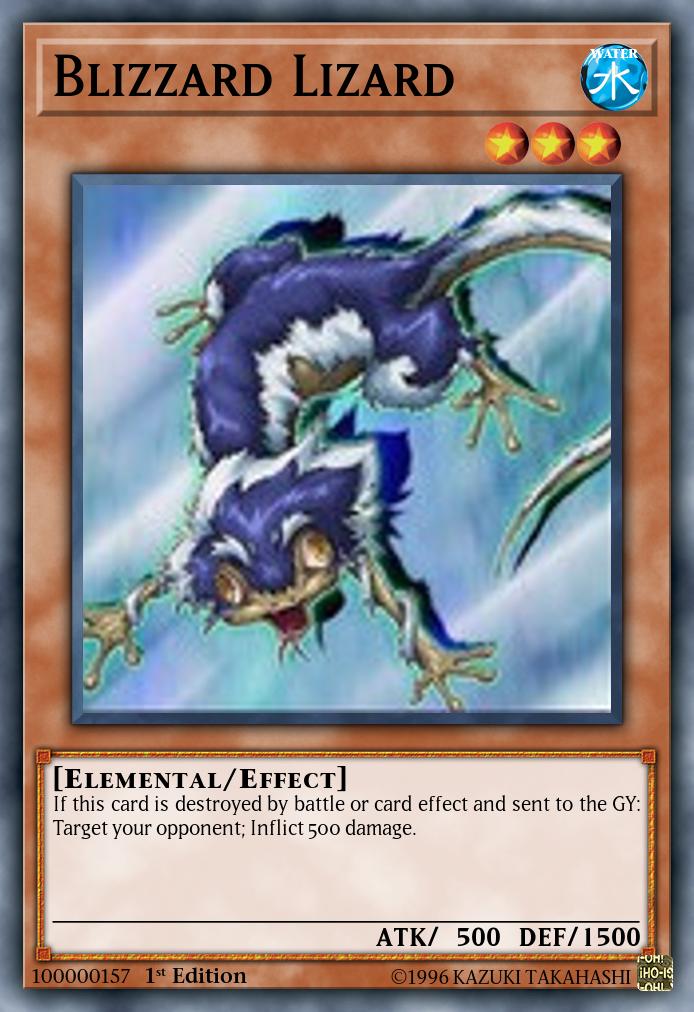 Blizzard Lizard
WATER
水
[Elemental/Effect]
If this card is destroyed by battle or card effect and sent to the GY:
Target your opponent; Inflict 500 damage.
ATK/ 500 DEF/1500
100000157 1st Edition ©1996 KAZUKI TAKAHASHI